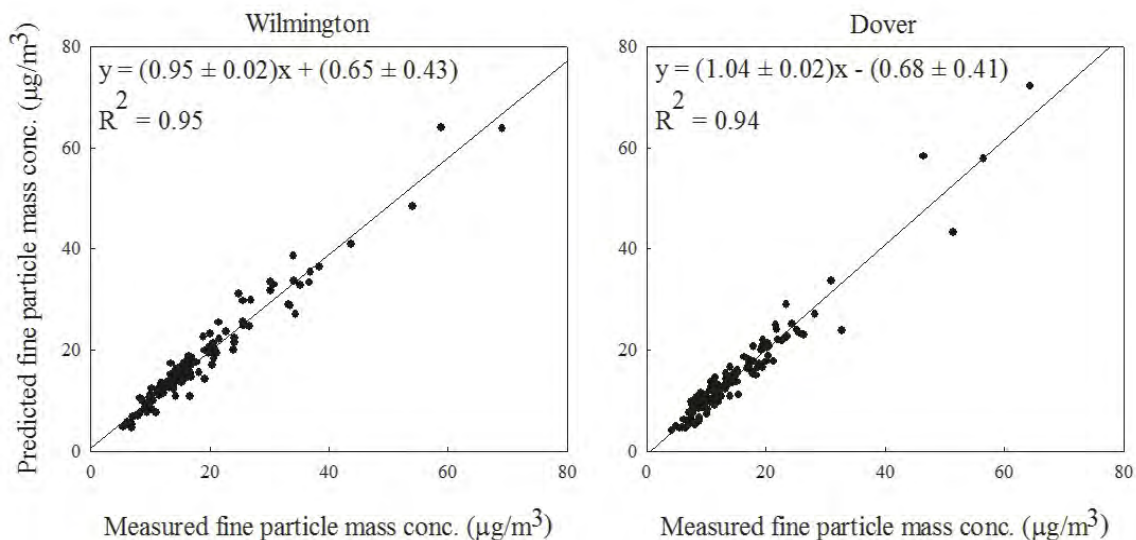 Wilmington
Dover
Predicted fine particle mass conc. (μg/m³)
80
60
40
20
0
y = (0.95 ± 0.02)x + (0.65 ± 0.43)
R² = 0.95
0 20 40 60 80
Measured fine particle mass conc. (μg/m³)
80
60
40
20
0
y = (1.04 ± 0.02)x - (0.68 ± 0.41)
R² = 0.94
0 20 40 60 80
Measured fine particle mass conc. (μg/m³)